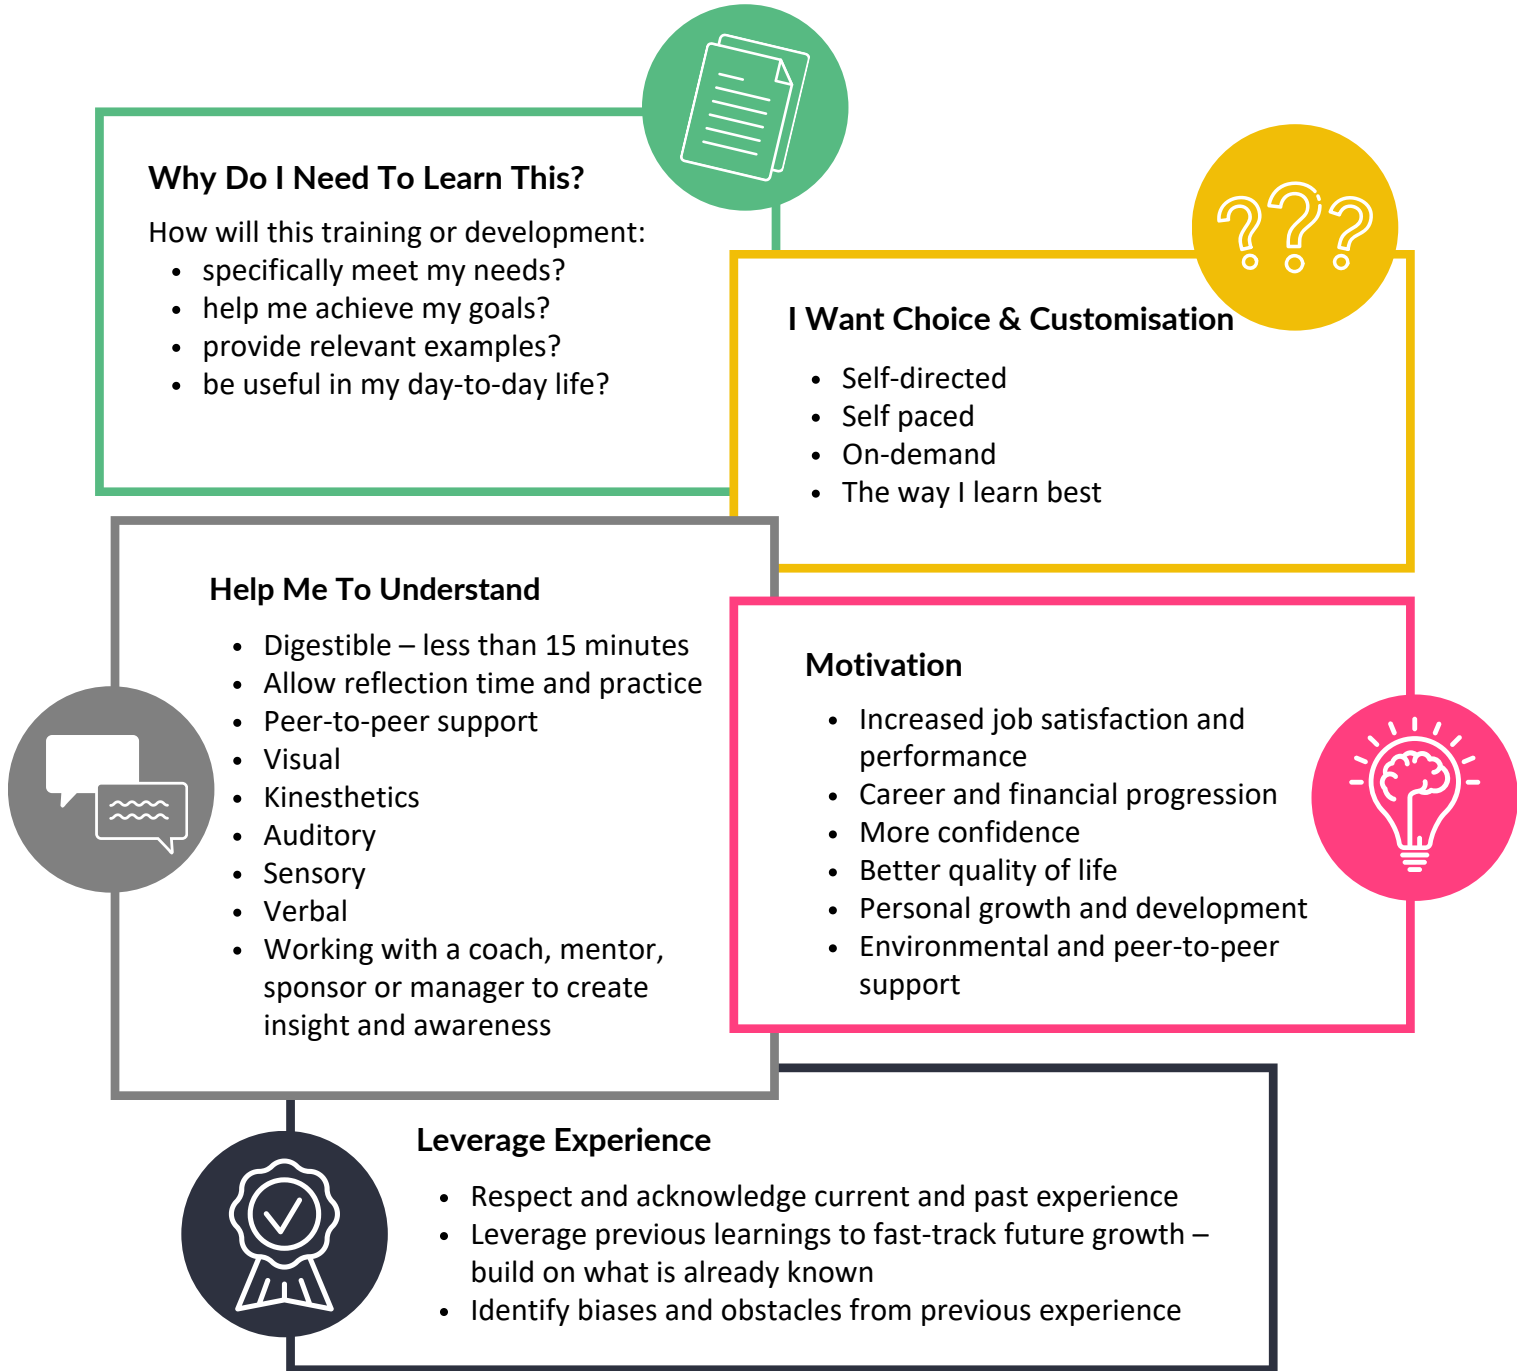 Why Do I Need To Learn This?
How will this training or development:
• specifically meet my needs?
• help me achieve my goals?
• provide relevant examples?
• be useful in my day-to-day life?
???
I Want Choice & Customisation
• Self-directed
• Self paced
• On-demand
• The way I learn best
Help Me To Understand
• Digestible – less than 15 minutes
• Allow reflection time and practice
• Peer-to-peer support
• Visual
• Kinesthetics
• Auditory
• Sensory
• Verbal
• Working with a coach, mentor,
sponsor or manager to create
insight and awareness
Motivation
• Increased job satisfaction and
performance
• Career and financial progression
• More confidence
• Better quality of life
• Personal growth and development
• Environmental and peer-to-peer
support
Leverage Experience
• Respect and acknowledge current and past experience
• Leverage previous learnings to fast-track future growth –
build on what is already known
• Identify biases and obstacles from previous experience